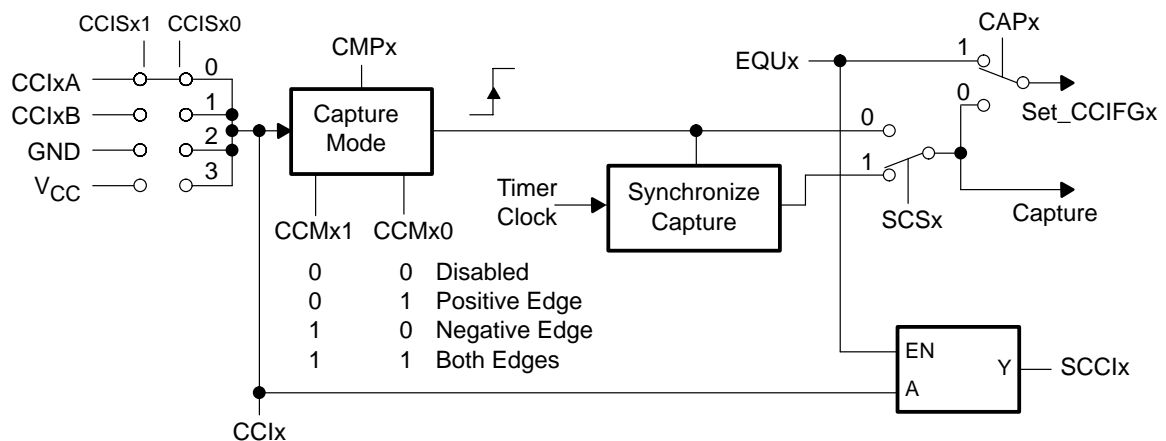 CCISx1 CCISx0
CCIxA
0
CCIxB
1
GND
2
VCC
3
CMPx
Capture
Mode
CCMx1 CCMx0
0 0 Disabled
0 1 Positive Edge
1 0 Negative Edge
1 1 Both Edges
CCIx
Timer
Clock
Synchronize
Capture
EQUx
0
1
SCSx
CAPx
1
0
Set_CCIFGx
Capture
EN
A
Y
SCCIx